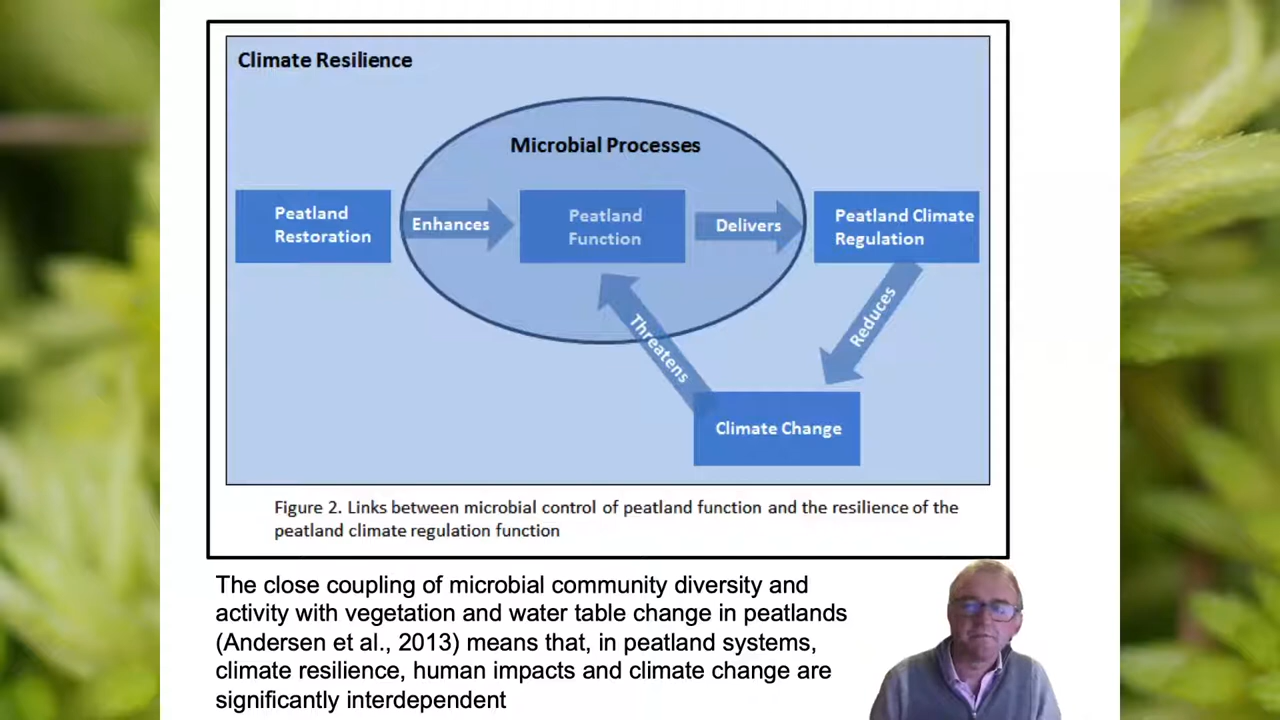 Climate Resilience
Microbial Processes
Peatland
Restoration
Enhances
Peatland
Function
Delivers
Peatland Climate
Regulation
Threatens
Reduces
Climate Change
Figure 2. Links between microbial control of peatland function and the resilience of the
peatland climate regulation function
The close coupling of microbial community diversity and
activity with vegetation and water table change in peatlands
(Andersen et al., 2013) means that, in peatland systems,
climate resilience, human impacts and climate change are
significantly interdependent